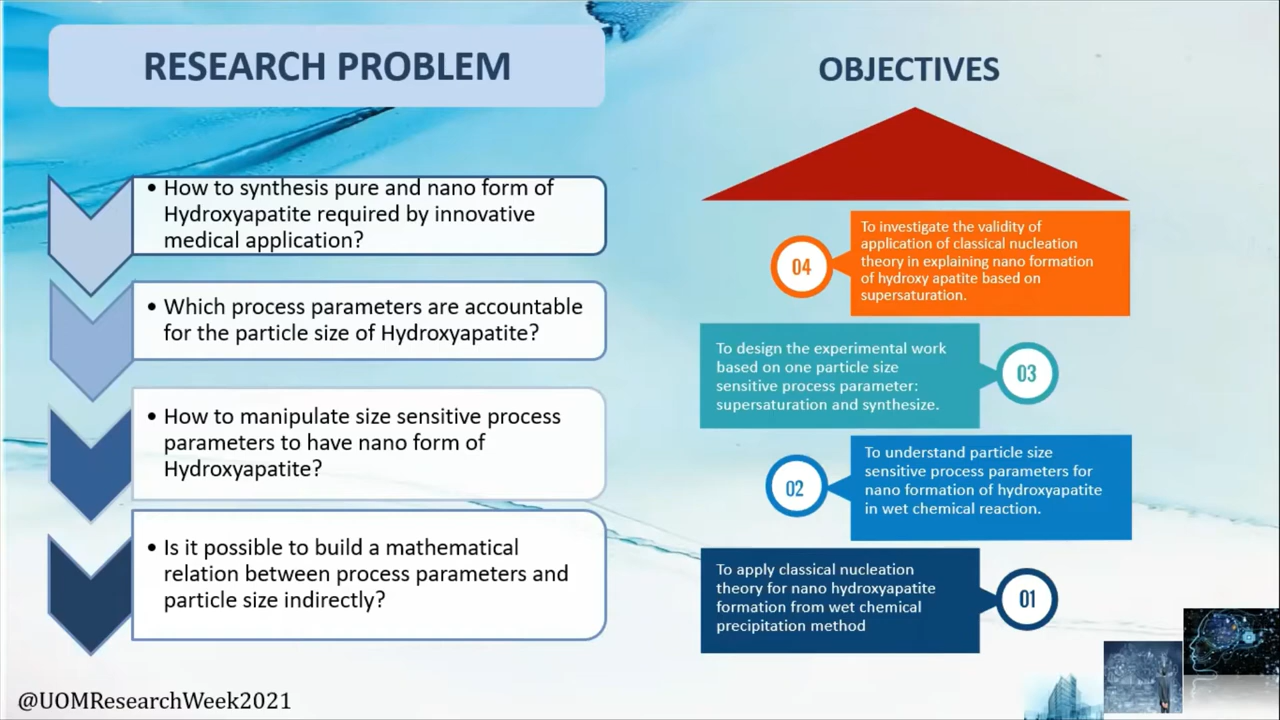 RESEARCH PROBLEM
• How to synthesis pure and nano form of
Hydroxyapatite required by innovative
medical application?
• Which process parameters are accountable
for the particle size of Hydroxyapatite?
• How to manipulate size sensitive process
parameters to have nano form of
Hydroxyapatite?
• Is it possible to build a mathematical
relation between process parameters and
particle size indirectly?
OBJECTIVES
04
To investigate the validity of
application of classical nucleation
theory in explaining nano formation
of hydroxy apatite based on
supersaturation.
To design the experimental work
based on one particle size
sensitive process parameter:
supersaturation and synthesize.
03
02
To understand particle size
sensitive process parameters for
nano formation of hydroxyapatite
in wet chemical reaction.
To apply classical nucleation
theory for nano hydroxyapatite
formation from wet chemical
precipitation method
01
@UOMResearchWeek2021